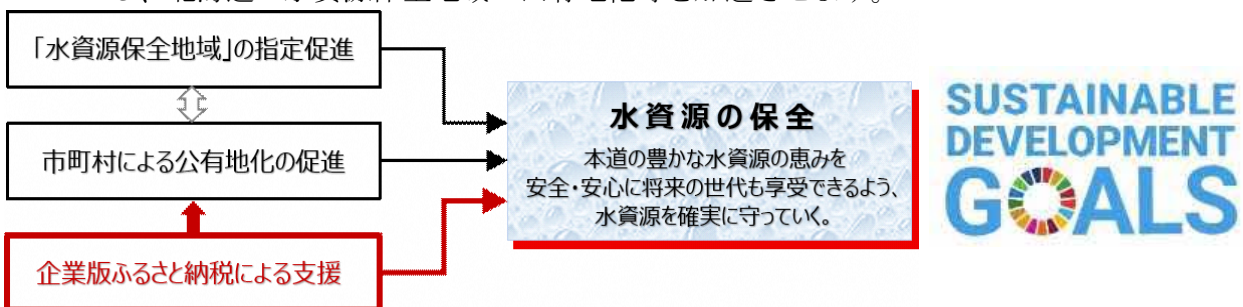 「水資源保全地域」の指定促進
市町村による公有地化の促進
企業版ふるさと納税による支援
水資源の保全
本道の豊かな水資源の恵みを
安全・安心に将来の世代も享受できるよう、
水資源を確実に守っていく。
SUSTAINABLE
DEVELOPMENT
GOALS